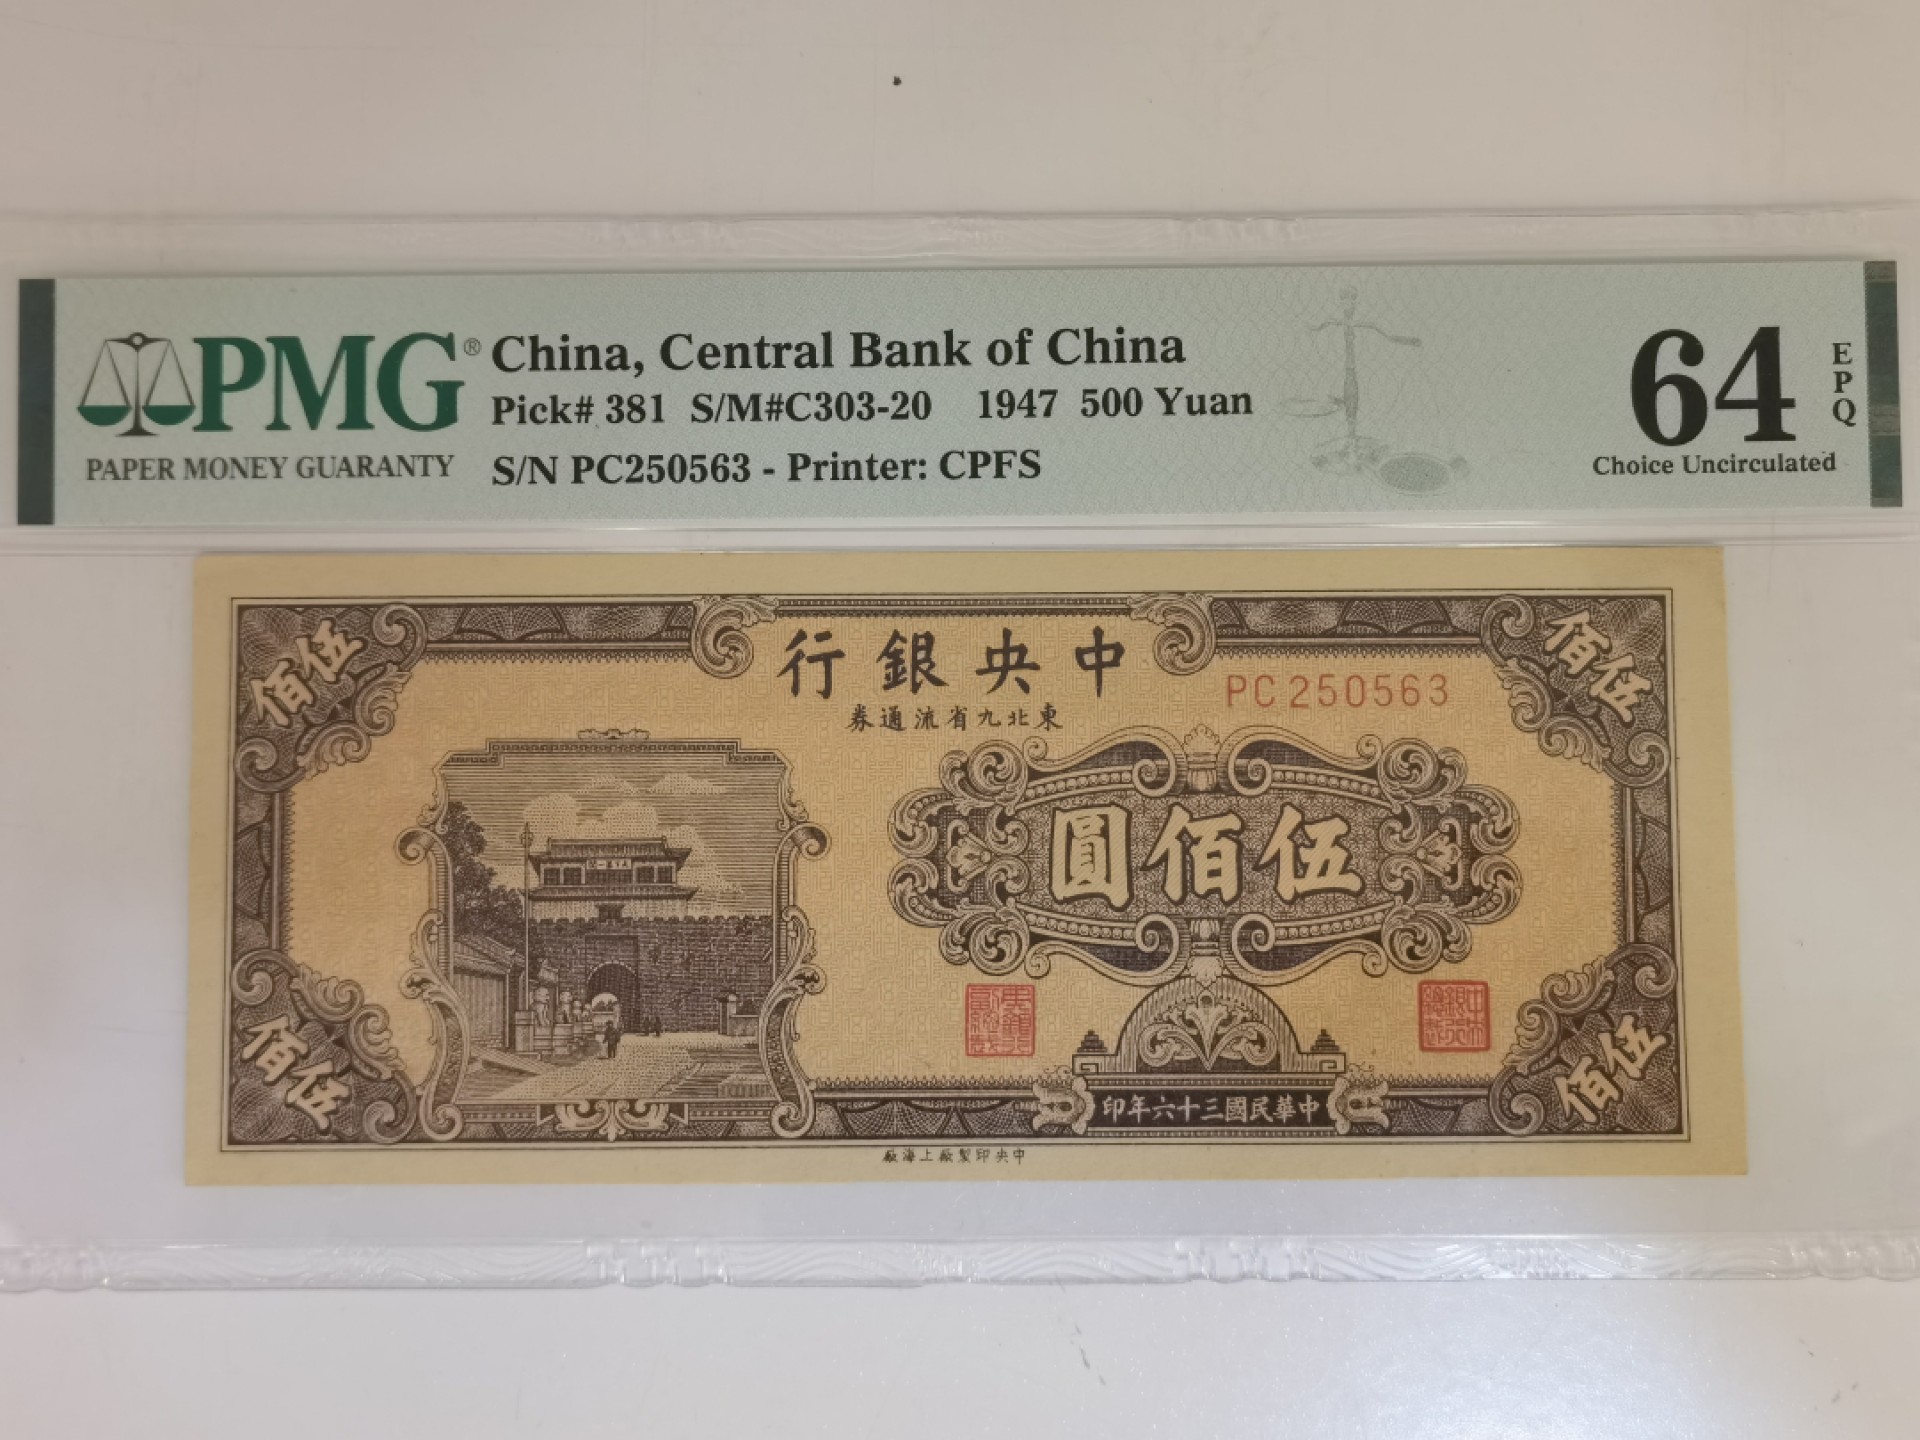 PMG®
PAPER MONEY GUARANTY
China, Central Bank of China
Pick# 381 S/M#C303-20 1947 500 Yuan
S/N PC250563 - Printer: CPFS
64
EPQ
Choice Uncirculated
中央銀行
東北九省流通券
PC250563
伍佰
伍佰
伍佰圓
伍佰
伍佰
中華民國三十六年印
中央印製廠上海廠